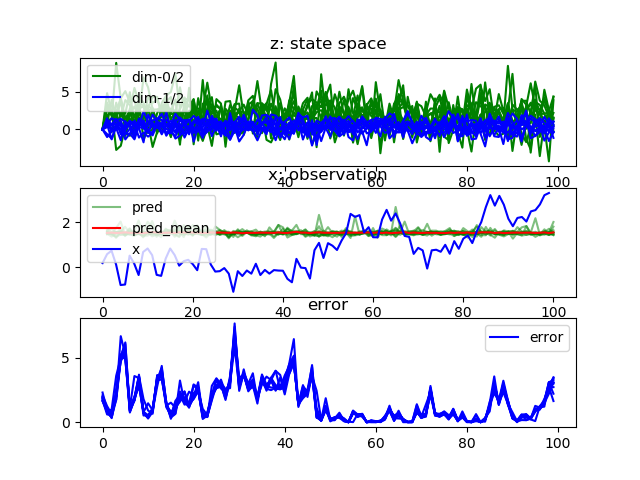 z: state space
dim-0/2
dim-1/2
5
0
0 20 40 60 80 100
x: observation
pred
pred_mean
x
2
0
0 20 40 60 80 100
error
error
5
0
0 20 40 60 80 100